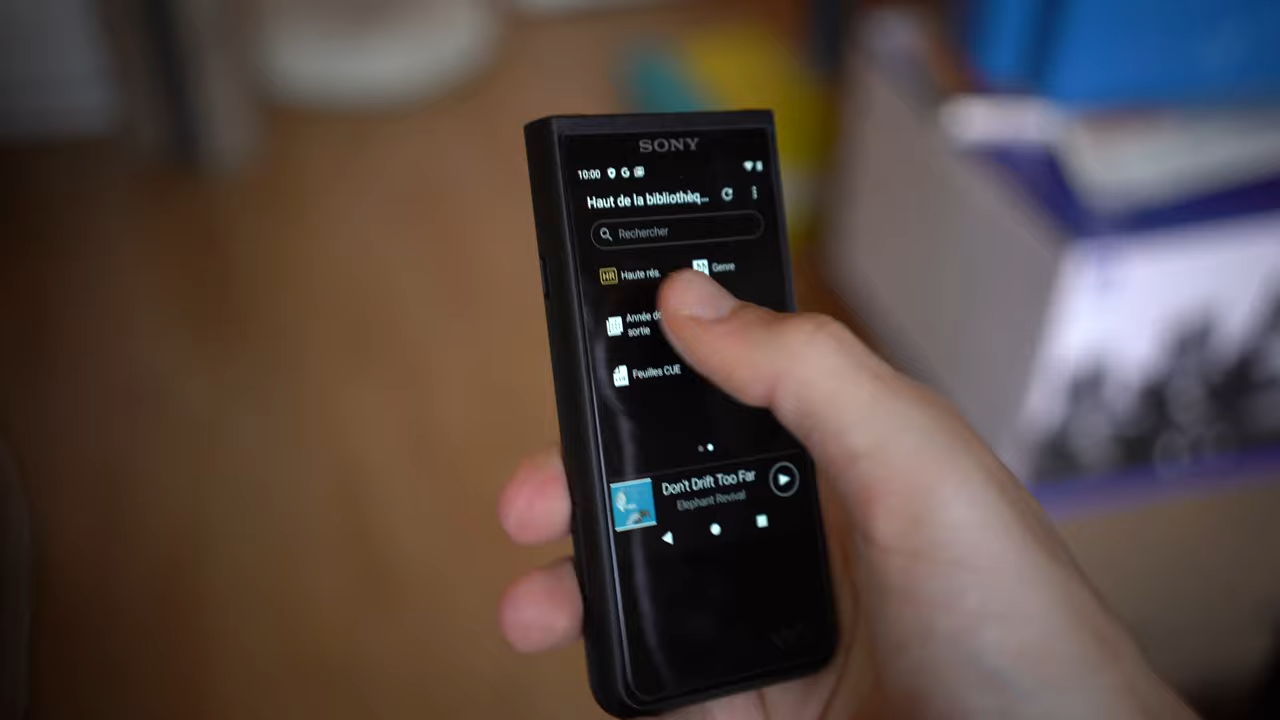 SONY
10:00
Haut de la bibliothèq...
Rechercher
HR Haute rés.
Genre
Année de
sortie
Feuilles CUE
Don't Drift Too Far
Elephant Revival